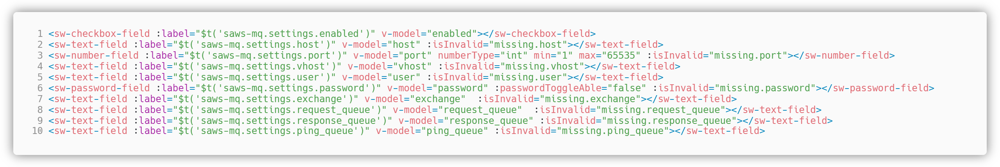 1 <sw-checkbox-field :label="$t('saws-mq.settings.enabled')" v-model="enabled"></sw-checkbox-field>
2 <sw-text-field :label="$t('saws-mq.settings.host')" v-model="host" :isInvalid="missing.host"></sw-text-field>
3 <sw-number-field :label="$t('saws-mq.settings.port')" v-model="port" numberType="int" min="1" max="65535" :isInvalid="missing.port"></sw-number-field>
4 <sw-text-field :label="$t('saws-mq.settings.vhost')" v-model="vhost" :isInvalid="missing.vhost"></sw-text-field>
5 <sw-text-field :label="$t('saws-mq.settings.user')" v-model="user" :isInvalid="missing.user"></sw-text-field>
6 <sw-password-field :label="$t('saws-mq.settings.password')" v-model="password" :passwordToggleAble="false" :isInvalid="missing.password"></sw-password-field>
7 <sw-text-field :label="$t('saws-mq.settings.exchange')" v-model="exchange"  :isInvalid="missing.exchange"></sw-text-field>
8 <sw-text-field :label="$t('saws-mq.settings.request_queue')" v-model="request_queue"  :isInvalid="missing.request_queue"></sw-text-field>
9 <sw-text-field :label="$t('saws-mq.settings.response_queue')" v-model="response_queue" :isInvalid="missing.response_queue"></sw-text-field>
10 <sw-text-field :label="$t('saws-mq.settings.ping_queue')" v-model="ping_queue" :isInvalid="missing.ping_queue"></sw-text-field>